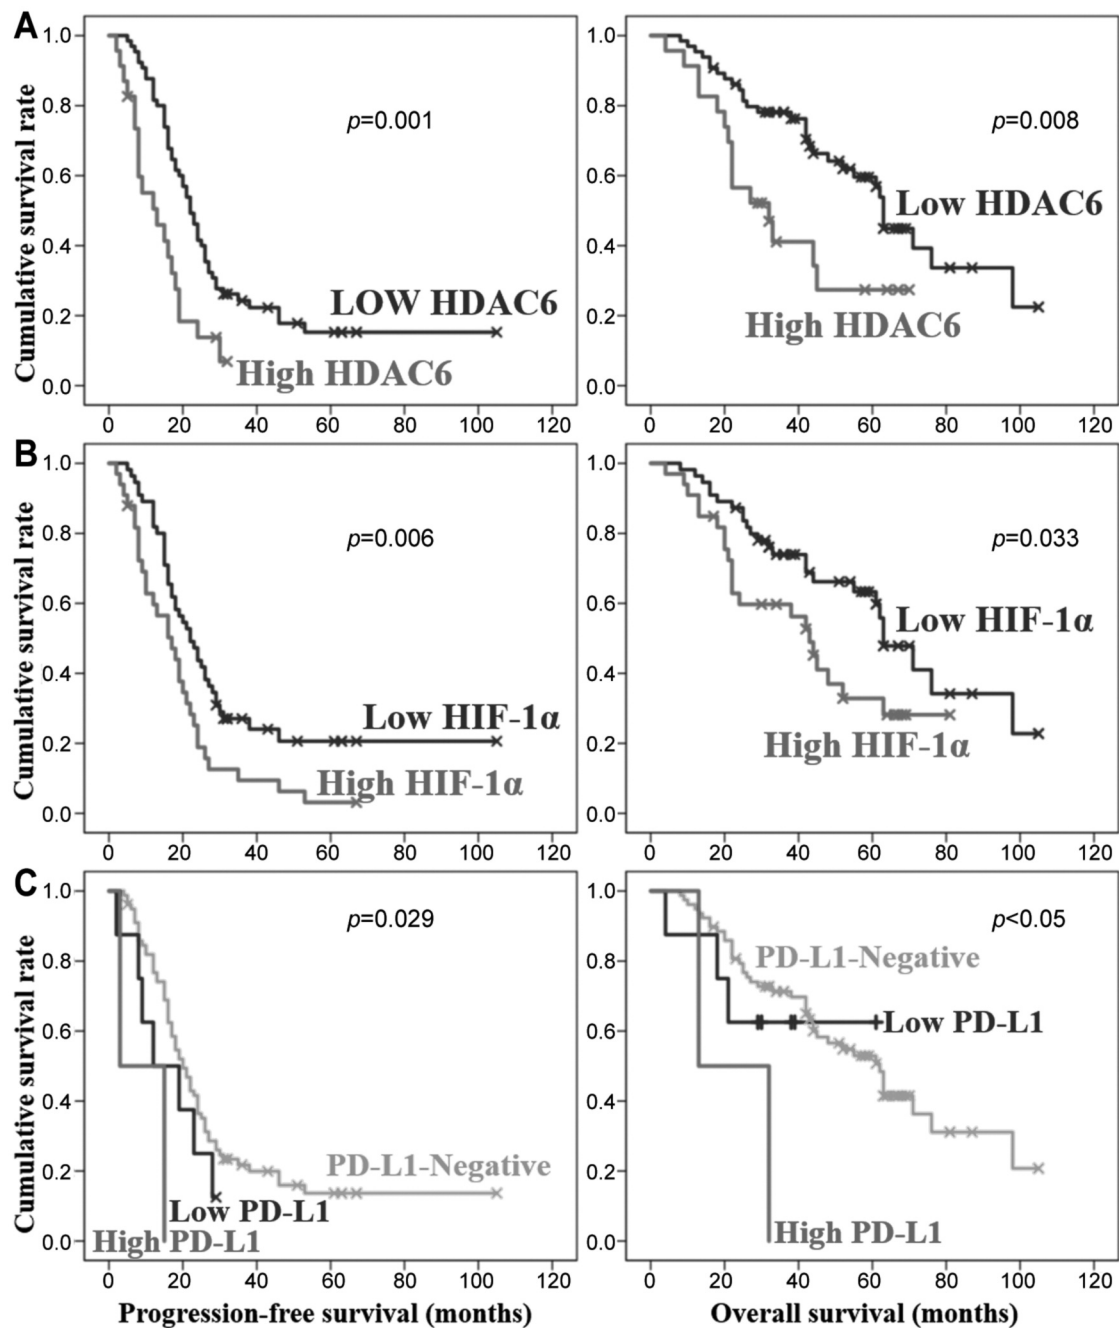 A
Cumulative survival rate
1.0
0.8
0.6
0.4
0.2
0.0
p=0.001
LOW HDAC6
High HDAC6
0 20 40 60 80 100 120
1.0
0.8
0.6
0.4
0.2
0.0
p=0.008
Low HDAC6
High HDAC6
0 20 40 60 80 100 120
B
Cumulative survival rate
1.0
0.8
0.6
0.4
0.2
0.0
p=0.006
Low HIF-1α
High HIF-1α
0 20 40 60 80 100 120
1.0
0.8
0.6
0.4
0.2
0.0
p=0.033
Low HIF-1α
High HIF-1α
0 20 40 60 80 100 120
C
Cumulative survival rate
1.0
0.8
0.6
0.4
0.2
0.0
p=0.029
PD-L1-Negative
Low PD-L1
High PD-L1
0 20 40 60 80 100 120
Progression-free survival (months)
1.0
0.8
0.6
0.4
0.2
0.0
p<0.05
PD-L1-Negative
Low PD-L1
High PD-L1
0 20 40 60 80 100 120
Overall survival (months)